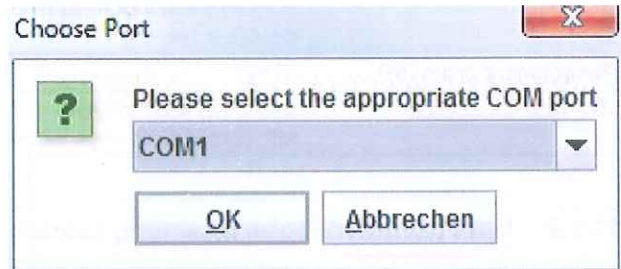 Choose Port
Please select the appropriate COM port
COM1
OK
Abbrechen